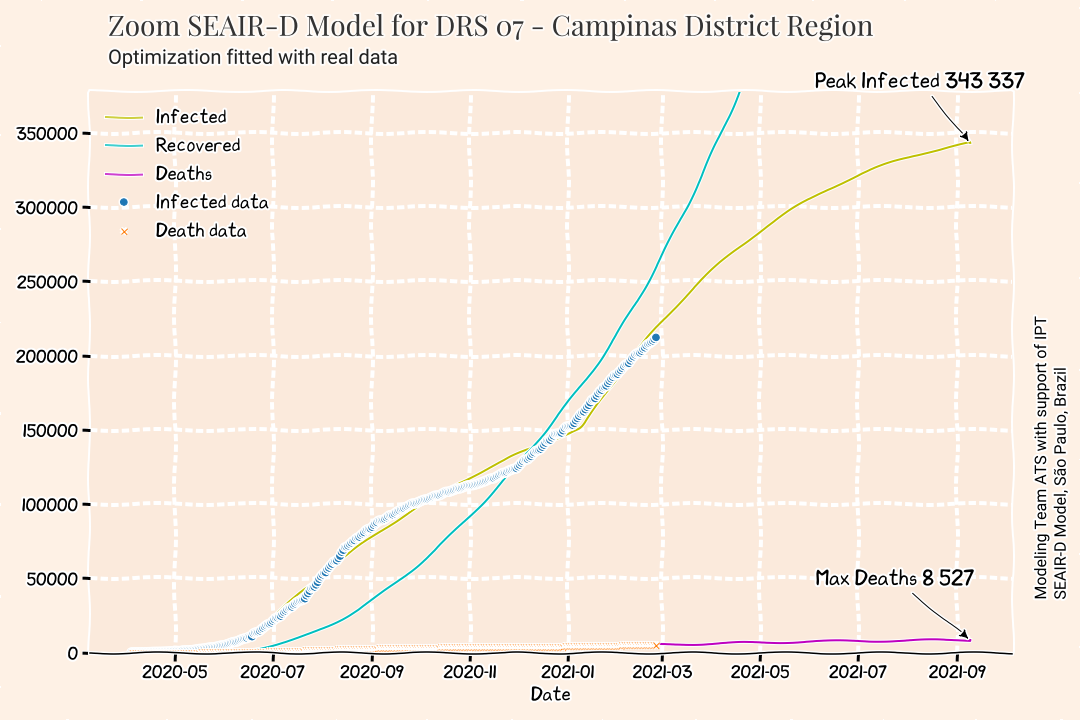 Zoom SEAIR-D Model for DRS 07 - Campinas District Region
Optimization fitted with real data
Peak Infected 343 337
Infected
Recovered
Deaths
Infected data
Death data
350000
300000
250000
200000
150000
100000
50000
0
Max Deaths 8 527
2020-05
2020-07
2020-09
2020-11
2021-01
2021-03
2021-05
2021-07
2021-09
Date
Modeling Team ATS with support of IPT
SEAIR-D Model, São Paulo, Brazil